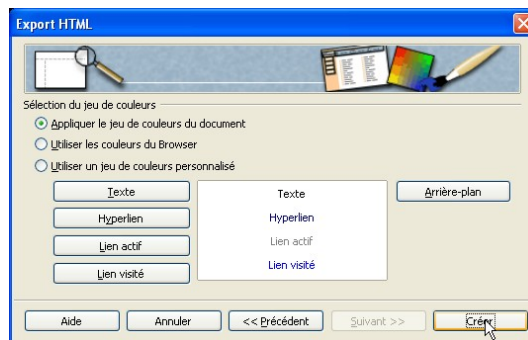 Export HTML
Sélection du jeu de couleurs
Appliquer le jeu de couleurs du document
Utiliser les couleurs du Browser
Utiliser un jeu de couleurs personnalisé
Texte
Texte
Arrière-plan
Hyperlien
Hyperlien
Lien actif
Lien actif
Lien visité
Lien visité
Aide
Annuler
<< Précédent
Suivant >>
Créer